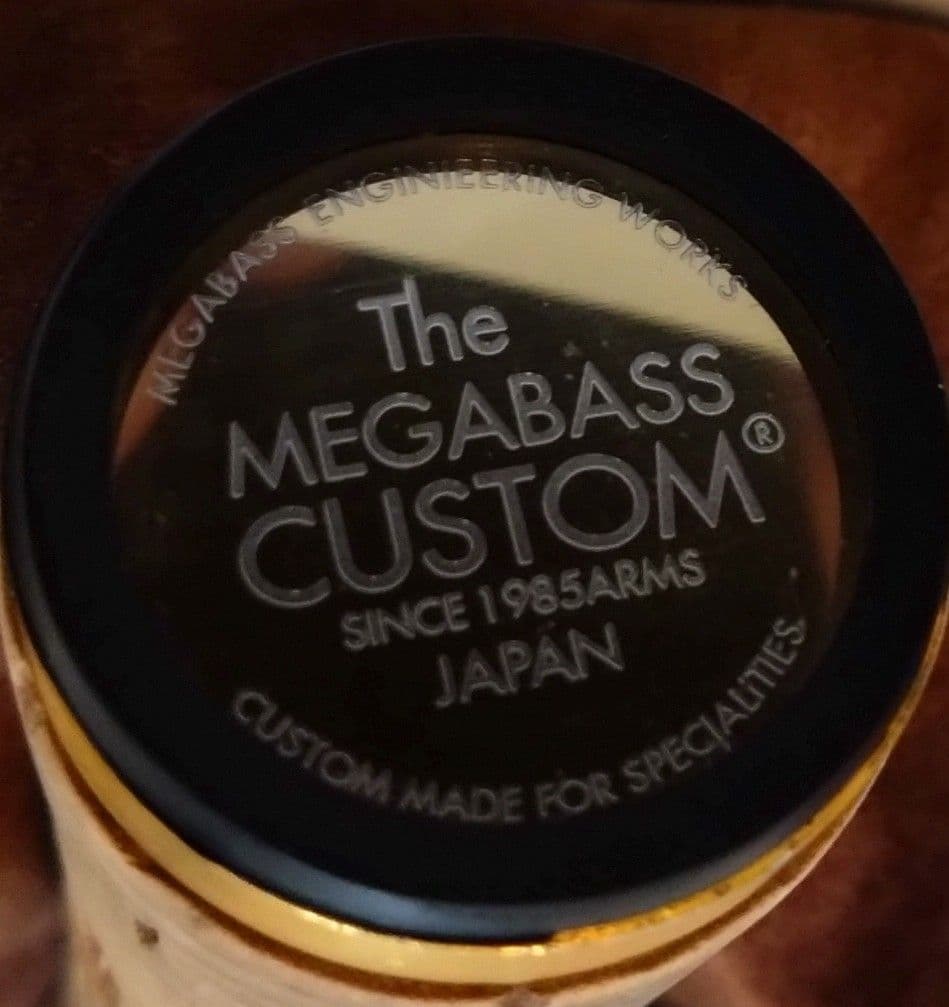 MEGABASS ENGINIEERING WORKS
The
MEGABASS
CUSTOM®
SINCE 1985ARMS
JAPAN
CUSTOM MADE FOR SPECIALITIES